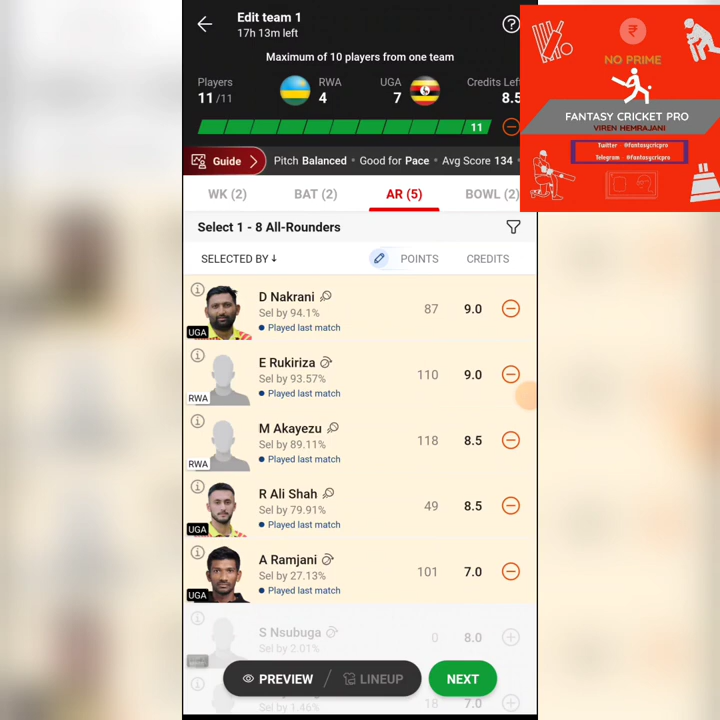 Edit team 1
17h 13m left
Maximum of 10 players from one team
Players
11/11
RWA
4
UGA
7
Credits Left
8.5
11
Guide
Pitch Balanced • Good for Pace • Avg Score 134 •
WK (2)
BAT (2)
AR (5)
BOWL (2)
Select 1 - 8 All-Rounders
SELECTED BY ↓
POINTS
CREDITS
D Nakrani
Sel by 94.1%
Played last match
UGA
87
9.0
E Rukiriza
Sel by 93.57%
Played last match
RWA
110
9.0
M Akayezu
Sel by 89.11%
Played last match
RWA
118
8.5
R Ali Shah
Sel by 79.91%
Played last match
UGA
49
8.5
A Ramjani
Sel by 27.13%
Played last match
UGA
101
7.0
S Nsubuga
Sel by 2.01%
0
8.0
Sel by 1.46%
18
7.0
PREVIEW
LINEUP
NEXT
₹
NO PRIME
FANTASY CRICKET PRO
VIREN HEMRAJANI
Twitter @fantasycricpro
Telegram @fantasycricpro